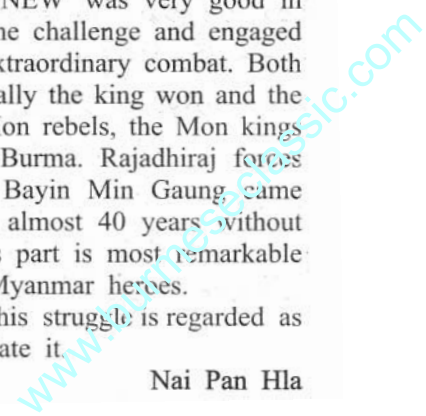 NEW' was very good in
he challenge and engaged
xtraordinary combat. Both
ally the king won and the
on rebels, the Mon kings
Burma. Rajadhiraj forces
Bayin Min Gaung came
almost 40 years without
s part is most remarkable
Myanmar heroes.
his struggle is regarded as
ate it.
Nai Pan Hla
www.burmeseclassic.com